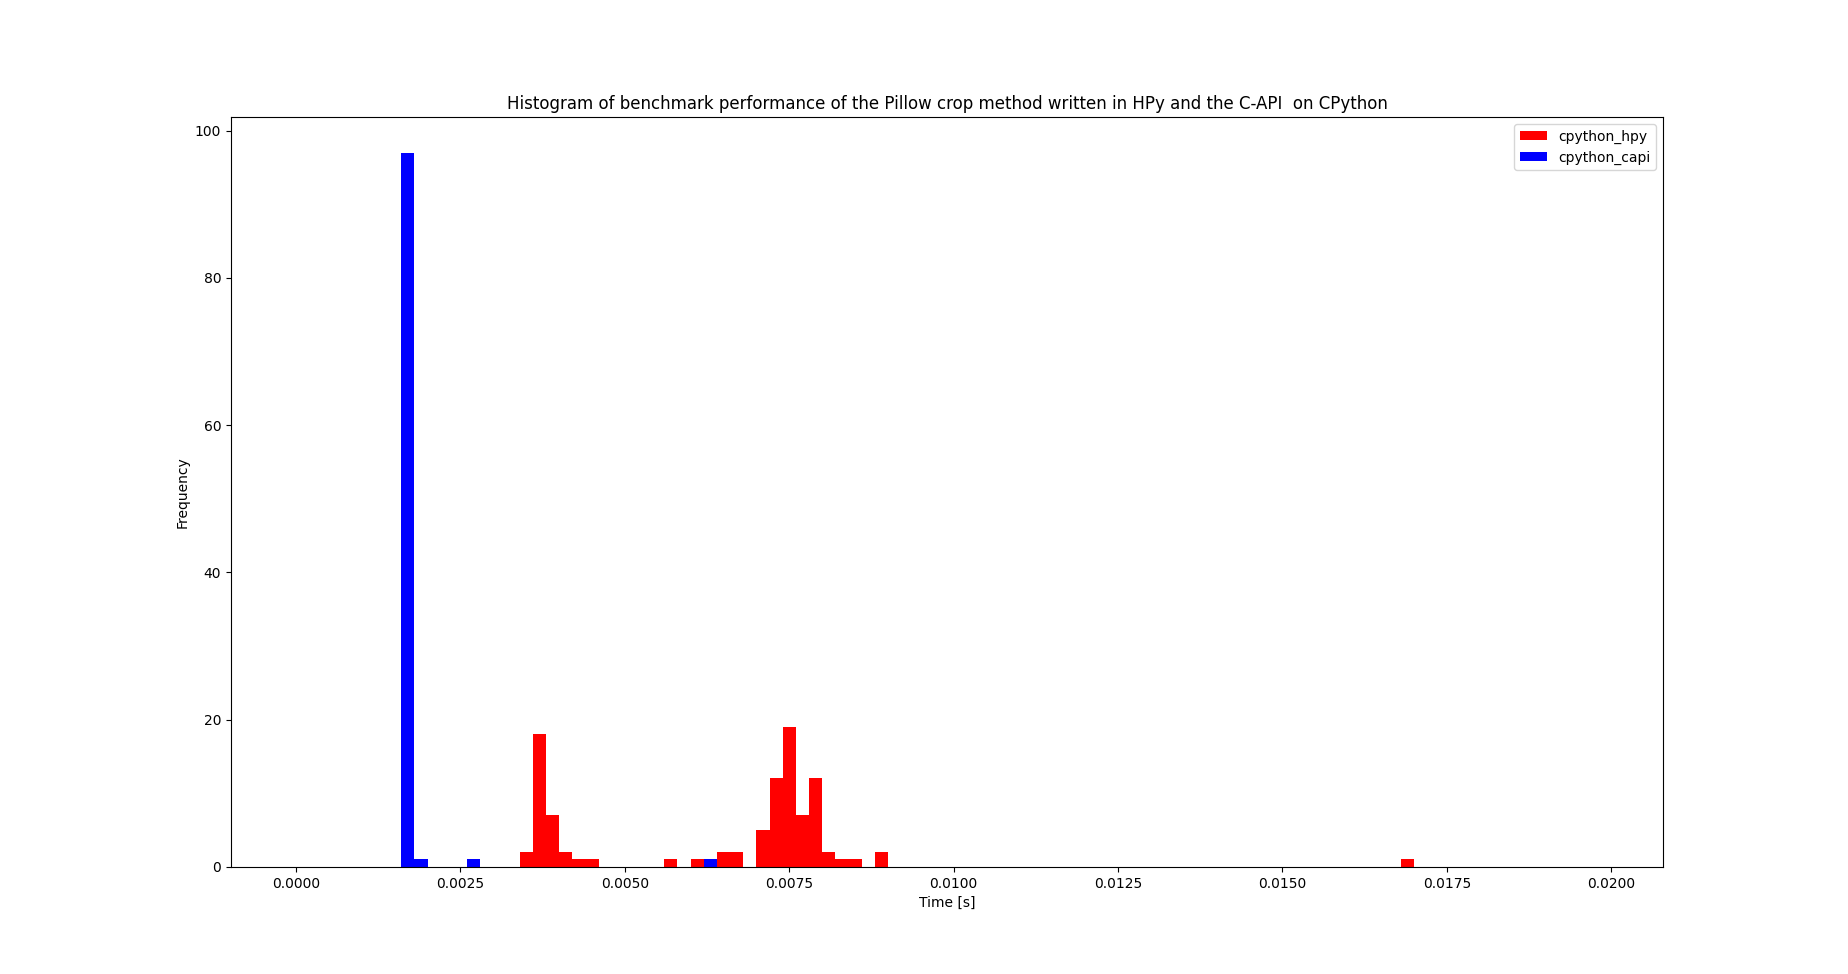 Histogram of benchmark performance of the Pillow crop method written in HPy and the C-API  on CPython
cpython_hpy
cpython_capi
100
80
60
40
20
0
Frequency
0.0000 0.0025 0.0050 0.0075 0.0100 0.0125 0.0150 0.0175 0.0200
Time [s]